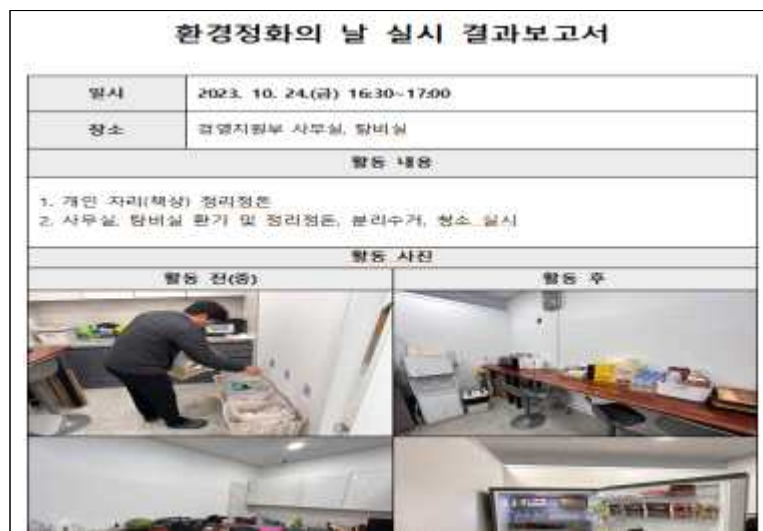 환경정화의 날 실시 결과보고서
일시
2023. 10. 24.(금) 16:30~17:00
장소
경영지원부 사무실, 탕비실
활동 내용
1. 개인 자리(책상) 정리정돈
2. 사무실, 탕비실 환기 및 정리정돈, 분리수거, 청소 실시
활동 사진
활동 전(중)
활동 후